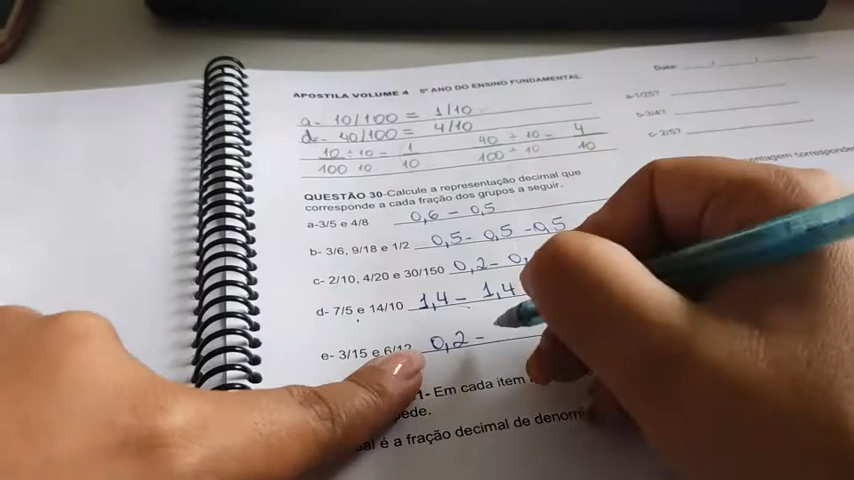 APOSTILA VOLUME 4 5º ANO DO ENSINO FUNDAMENTAL
Data:
a- 10/100 = 1/10
d- 40/100 = 4/10
10 ÷ 10 = 1 40 ÷ 10 = 4
100 10 10 100 ÷ 10 10
a-1/25?
b-3/4?
c-2/5?
QUESTÃO 30-Calcule a representação decimal que
corresponde a cada fração dos grupos a seguir.
a-3/5 e 4/8 0,6 - 0,5
b- 3/6, 9/18 e 1/2 0,5- 0,5 -0,5
c- 2/10, 4/20 e 30/150 0,2- 0,
d- 7/5 e 14/10 1,4 - 1,4
e- 3/15 e 6/12 0,2 -
1- Em cada item
pede.
é a fração decimal de denom